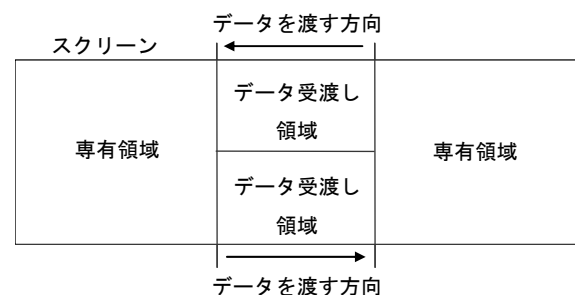 データを渡す方向
スクリーン
データ受渡し
領域
専有領域
専有領域
データ受渡し
領域
データを渡す方向